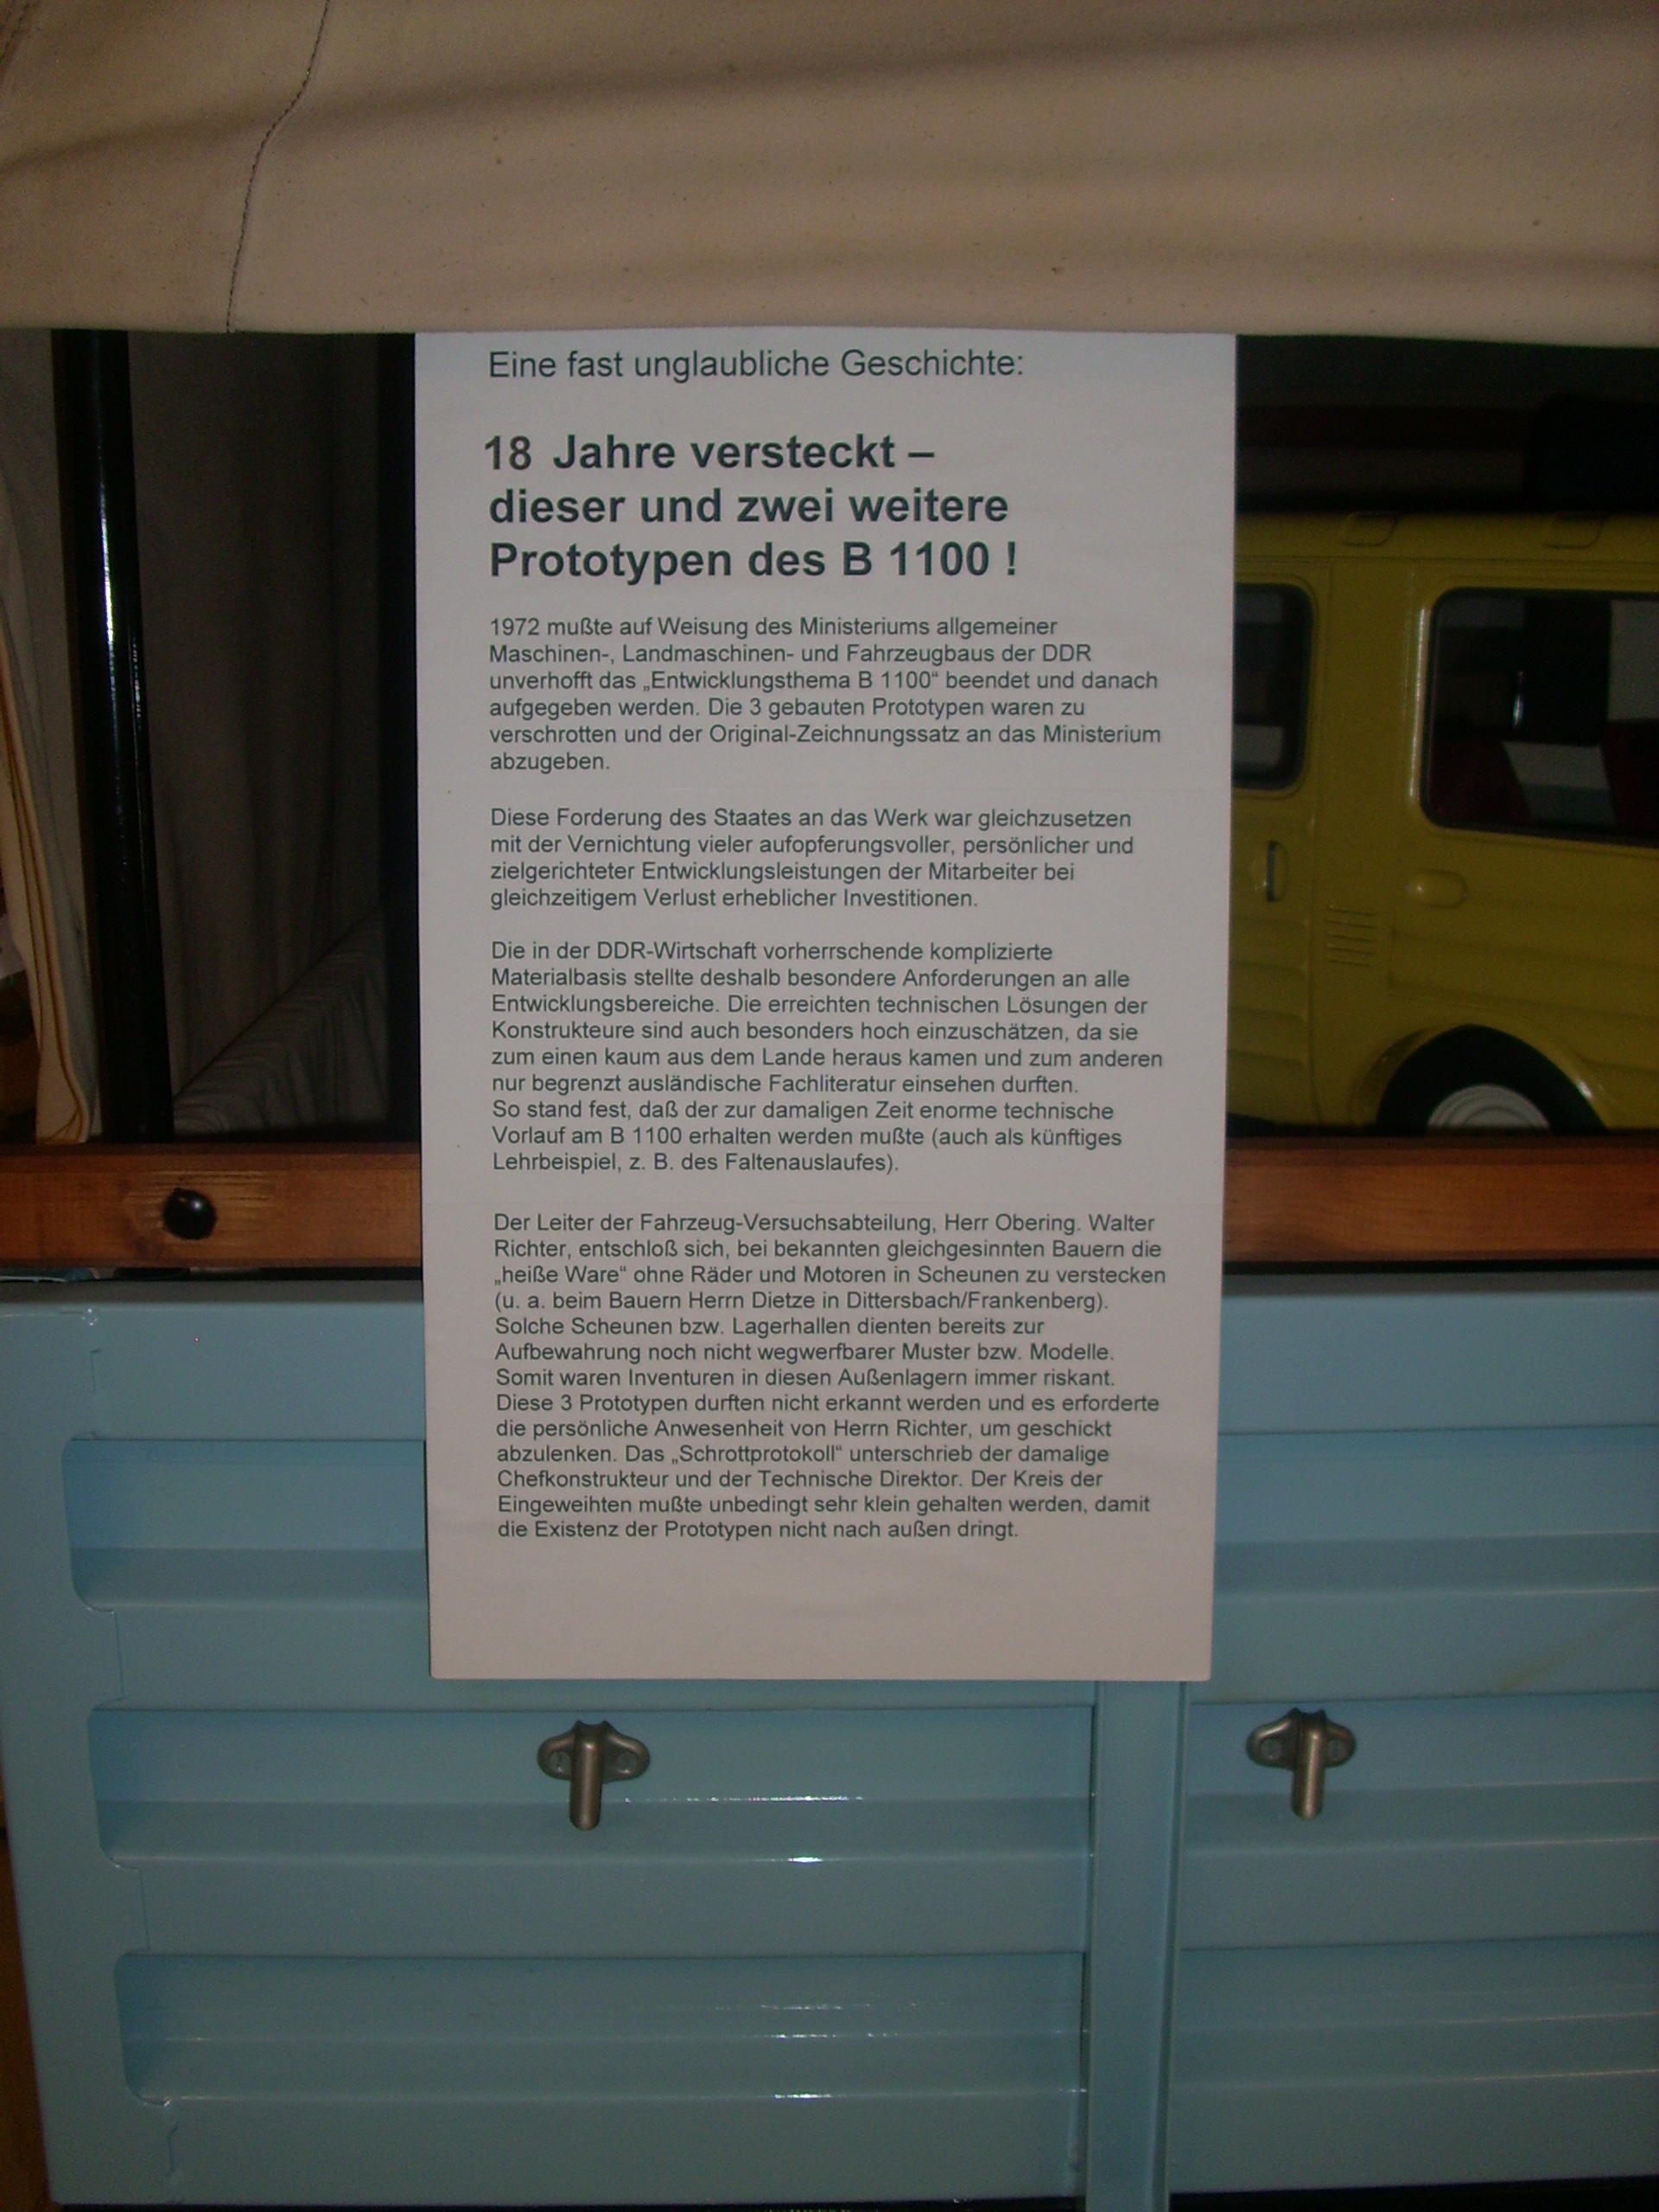 Eine fast unglaubliche Geschichte:
18 Jahre versteckt –
dieser und zwei weitere
Prototypen des B 1100 !
1972 mußte auf Weisung des Ministeriums allgemeiner
Maschinen-, Landmaschinen- und Fahrzeugbaus der DDR
unverhofft das „Entwicklungsthema B 1100“ beendet und danach
aufgegeben werden. Die 3 gebauten Prototypen waren zu
verschrotten und der Original-Zeichnungssatz an das Ministerium
abzugeben.
Diese Forderung des Staates an das Werk war gleichzusetzen
mit der Vernichtung vieler aufopferungsvoller, persönlicher und
zielgerichteter Entwicklungsleistungen der Mitarbeiter bei
gleichzeitigem Verlust erheblicher Investitionen.
Die in der DDR-Wirtschaft vorherrschende komplizierte
Materialbasis stellte deshalb besondere Anforderungen an alle
Entwicklungsbereiche. Die erreichten technischen Lösungen der
Konstrukteure sind auch besonders hoch einzuschätzen, da sie
zum einen kaum aus dem Lande heraus kamen und zum anderen
nur begrenzt ausländische Fachliteratur einsehen durften.
So stand fest, daß der zur damaligen Zeit enorme technische
Vorlauf am B 1100 erhalten werden mußte (auch als künftiges
Lehrbeispiel, z. B. des Faltenauslaufes).
Der Leiter der Fahrzeug-Versuchsabteilung, Herr Obering. Walter
Richter, entschloß sich, bei bekannten gleichgesinnten Bauern die
„heiße Ware“ ohne Räder und Motoren in Scheunen zu verstecken
(u. a. beim Bauern Herrn Dietze in Dittersbach/Frankenberg).
Solche Scheunen bzw. Lagerhallen dienten bereits zur
Aufbewahrung noch nicht wegwerfbarer Muster bzw. Modelle.
Somit waren Inventuren in diesen Außenlagern immer riskant.
Diese 3 Prototypen durften nicht erkannt werden und es erforderte
die persönliche Anwesenheit von Herrn Richter, um geschickt
abzulenken. Das „Schrottprotokoll“ unterschrieb der damalige
Chefkonstrukteur und der Technische Direktor. Der Kreis der
Eingeweihten mußte unbedingt sehr klein gehalten werden, damit
die Existenz der Prototypen nicht nach außen dringt.